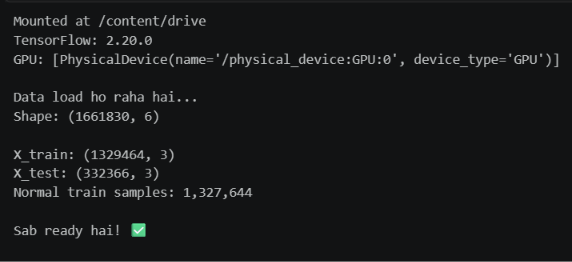 Mounted at /content/drive
TensorFlow: 2.20.0
GPU: [PhysicalDevice(name='/physical_device:GPU:0', device_type='GPU')]
Data load ho raha hai...
Shape: (1661830, 6)
X_train: (1329464, 3)
X_test: (332366, 3)
Normal train samples: 1,327,644
Sab ready hai! ✅